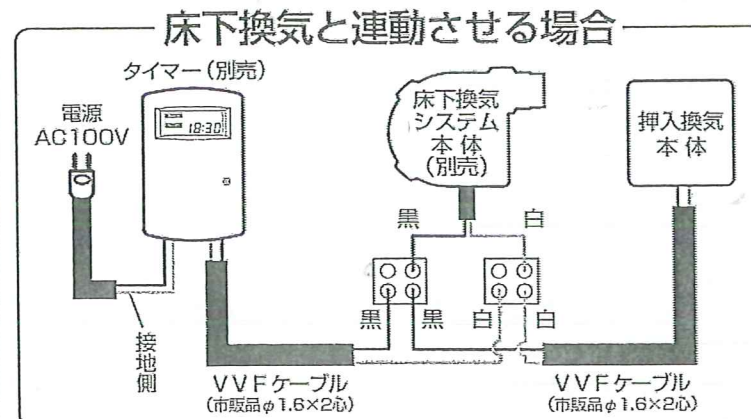 床下換気と連動させる場合
タイマー（別売）
電源
AC100V
18:30
接地側
床下換気
システム
本体
（別売）
押入換気
本体
黒
白
黒
黒
白
白
VVFケーブル
（市販品φ1.6×2心）
VVFケーブル
（市販品φ1.6×2心）